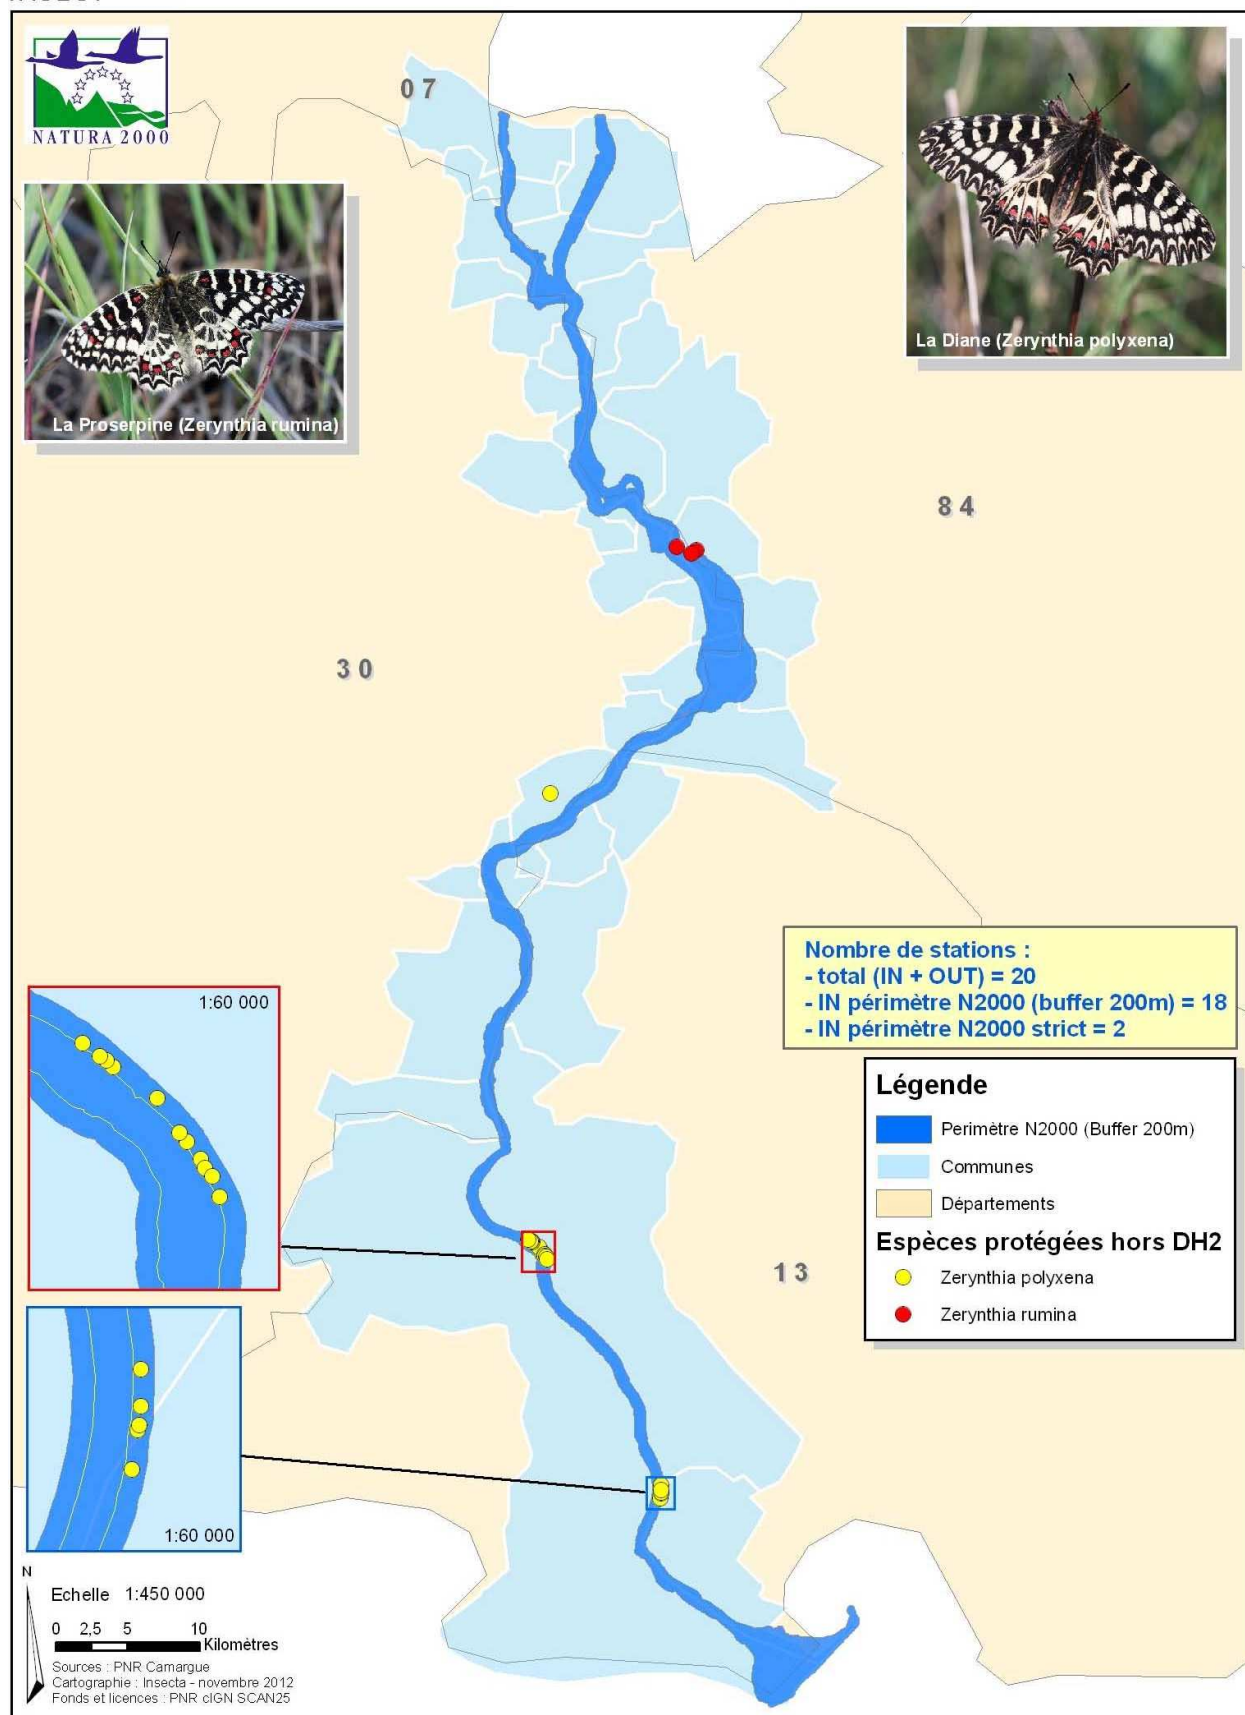 NATURA 2000
07
La Diane (Zerynthia polyxena)
La Proserpine (Zerynthia rumina)
84
30
Nombre de stations :
- total (IN + OUT) = 20
- IN périmètre N2000 (buffer 200m) = 18
- IN périmètre N2000 strict = 2
1:60 000
Légende
Perimètre N2000 (Buffer 200m)
Communes
Départements
Espèces protégées hors DH2
Zerynthia polyxena
Zerynthia rumina
13
1:60 000
N
Echelle 1:450 000
0 2,5 5 10
Kilomètres
Sources : PNR Camargue
Cartographie : Insecta - novembre 2012
Fonds et licences : PNR cIGN SCAN25